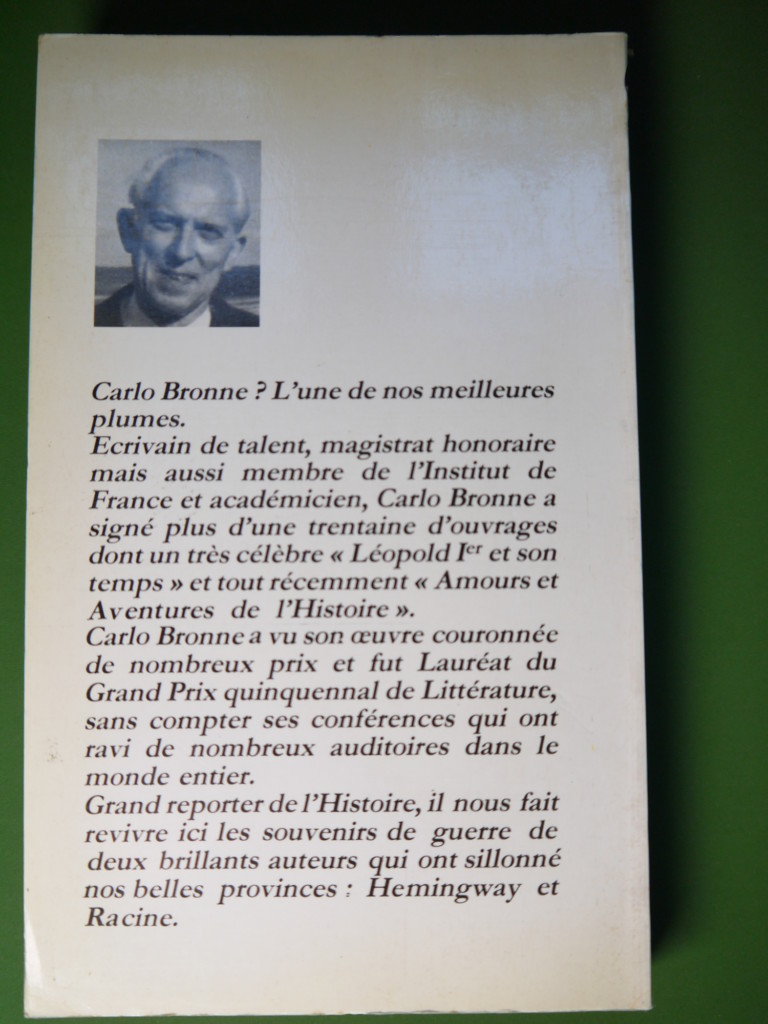 Carlo Bronne ? L'une de nos meilleures
plumes.
Ecrivain de talent, magistrat honoraire
mais aussi membre de l'Institut de
France et académicien, Carlo Bronne a
signé plus d'une trentaine d'ouvrages
dont un très célèbre « Léopold Ier et son
temps » et tout récemment « Amours et
Aventures de l'Histoire ».
Carlo Bronne a vu son œuvre couronnée
de nombreux prix et fut Lauréat du
Grand Prix quinquennal de Littérature,
sans compter ses conférences qui ont
ravi de nombreux auditoires dans le
monde entier.
Grand reporter de l'Histoire, il nous fait
revivre ici les souvenirs de guerre de
deux brillants auteurs qui ont sillonné
nos belles provinces : Hemingway et
Racine.